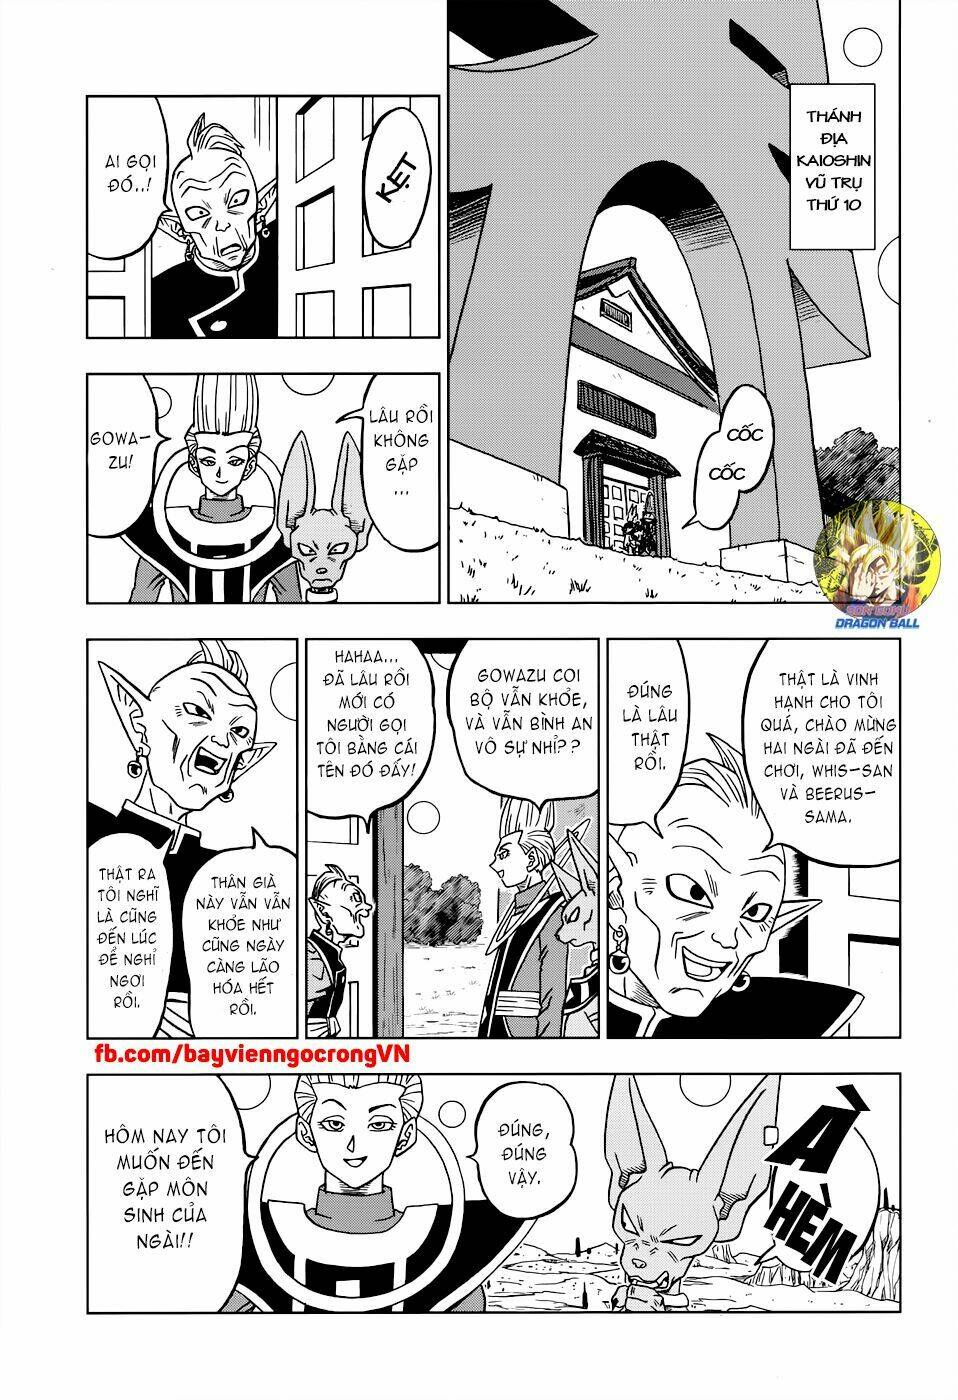 THÁNH
ĐỊA
KAIOSHIN
VŨ TRỤ
THỨ 10
CỐC
CỐC
KẸT
AI GỌI
ĐÓ..!
LÂU RỒI
KHÔNG
GẶP
...
GOWA-
ZU!
THẬT LÀ VINH
HẠNH CHO TÔI
QUÁ, CHÀO MỪNG
HAI NGÀI ĐÃ ĐẾN
CHƠI, WHIS-SAN
VÀ BEERUS-
SAMA.
ĐÚNG
LÀ LÂU
THẬT
RỒI.
GOWAZU COI
BỘ VẪN KHỎE,
VÀ VẪN BÌNH AN
VÔ SỰ NHỈ??
HAHAA...
ĐÃ LÂU RỒI
MỚI CÓ
NGƯỜI GỌI
TÔI BẰNG CÁI
TÊN ĐÓ ĐẤY!
THÂN GIÀ
NÀY VẪN VẪN
KHỎE NHƯ
CŨNG NGÀY
CÀNG LÃO
HÓA HẾT
RỒI.
THẬT RA
TÔI NGHĨ
LÀ CŨNG
ĐẾN LÚC
ĐỂ NGHỈ
NGƠI
RỒI.
À
HÈM
ĐÚNG,
ĐÚNG
VẬY.
HÔM NAY TÔI
MUỐN ĐẾN
GẶP MÔN
SINH CỦA
NGÀI!!
SON GOKU
DRAGON BALL
fb.com/bayvienngocrongVN